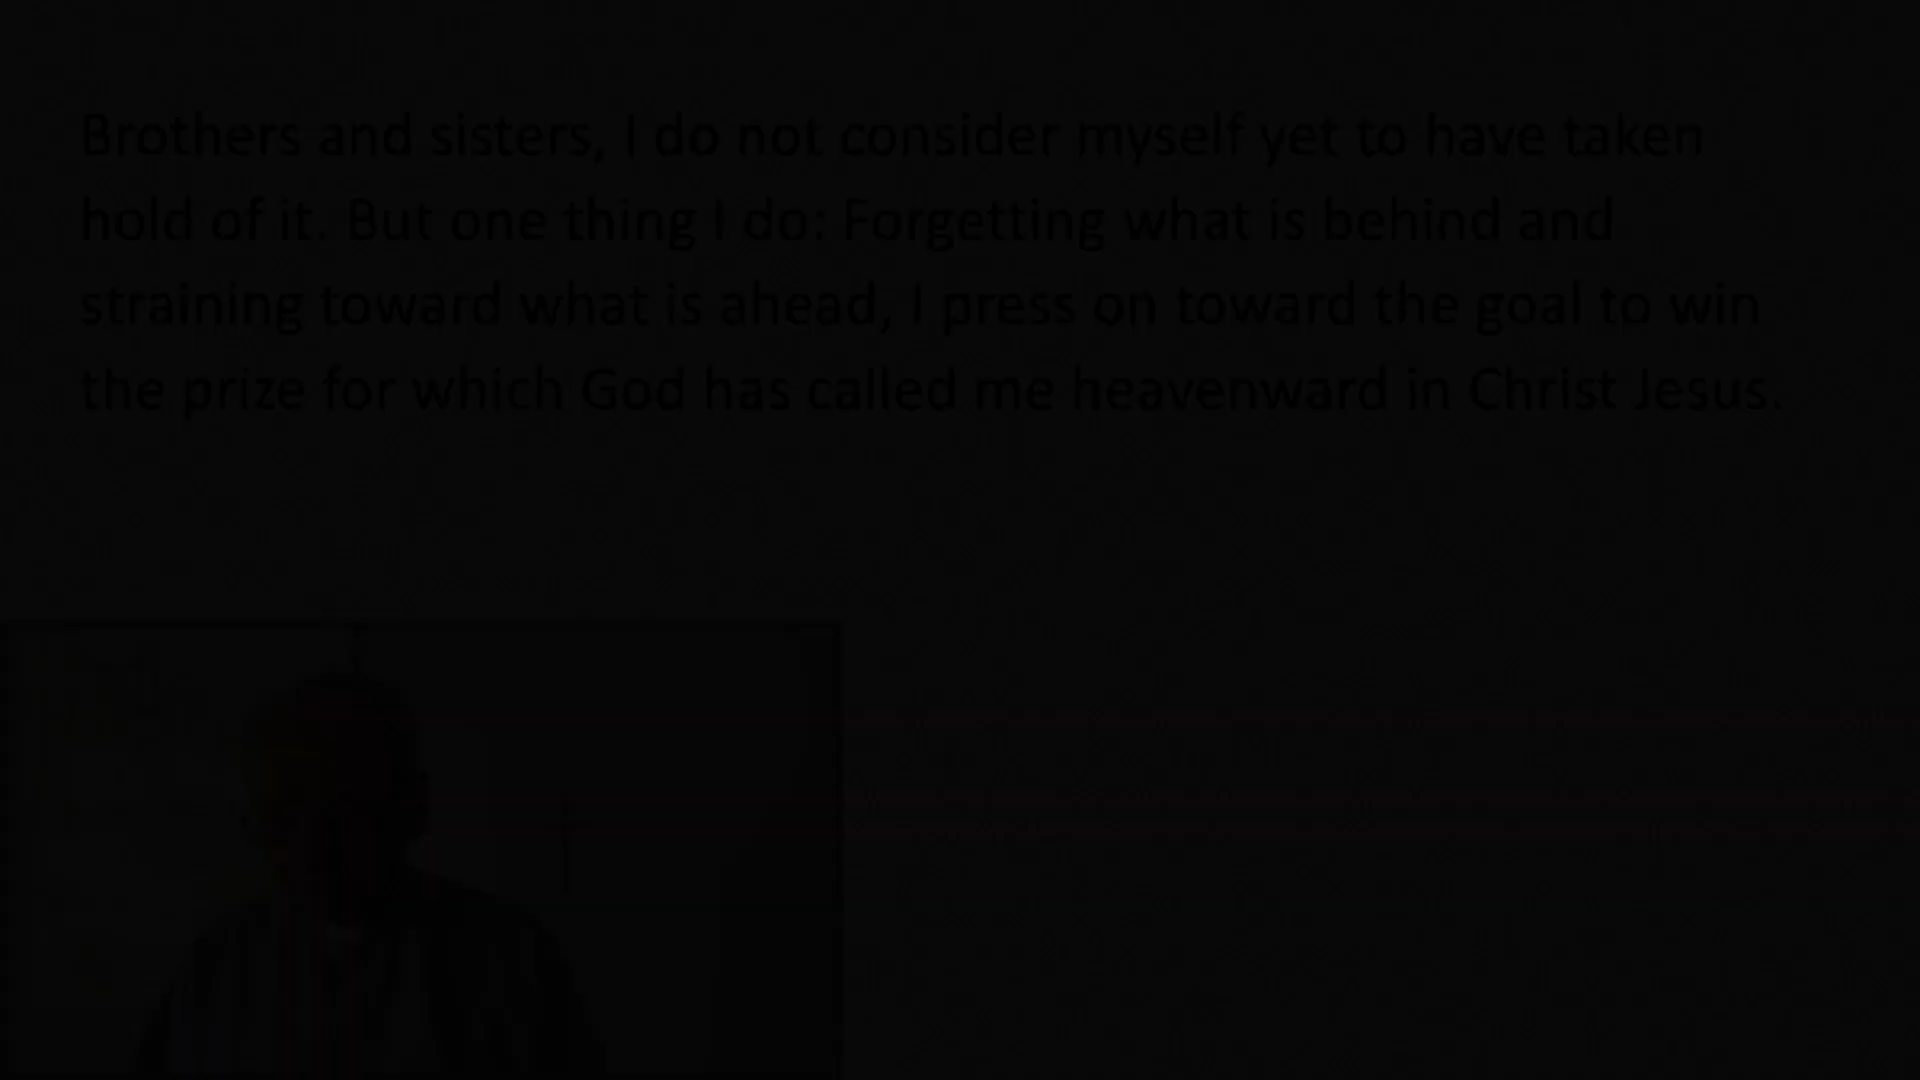 Brothers and sisters, I do not consider myself yet to have taken
hold of it. But one thing I do: Forgetting what is behind and
straining toward what is ahead, I press on toward the goal to win
the prize for which God has called me heavenward in Christ Jesus.